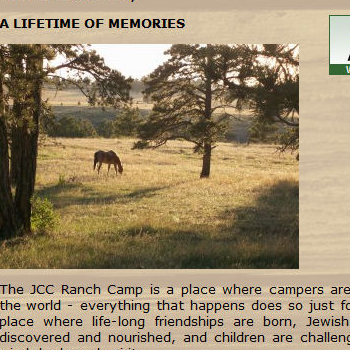 A LIFETIME OF MEMORIES
The JCC Ranch Camp is a place where campers are
the world - everything that happens does so just fo
place where life-long friendships are born, Jewish
discovered and nourished, and children are challeng